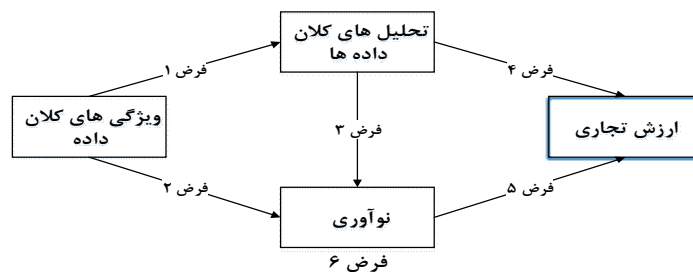 تحلیل های کلان
داده ها
فرض ۱
فرض ۴
ویژگی های کلان
داده
فرض ۳
ارزش تجاری
فرض ۲
فرض ۵
نوآوری
فرض ۶